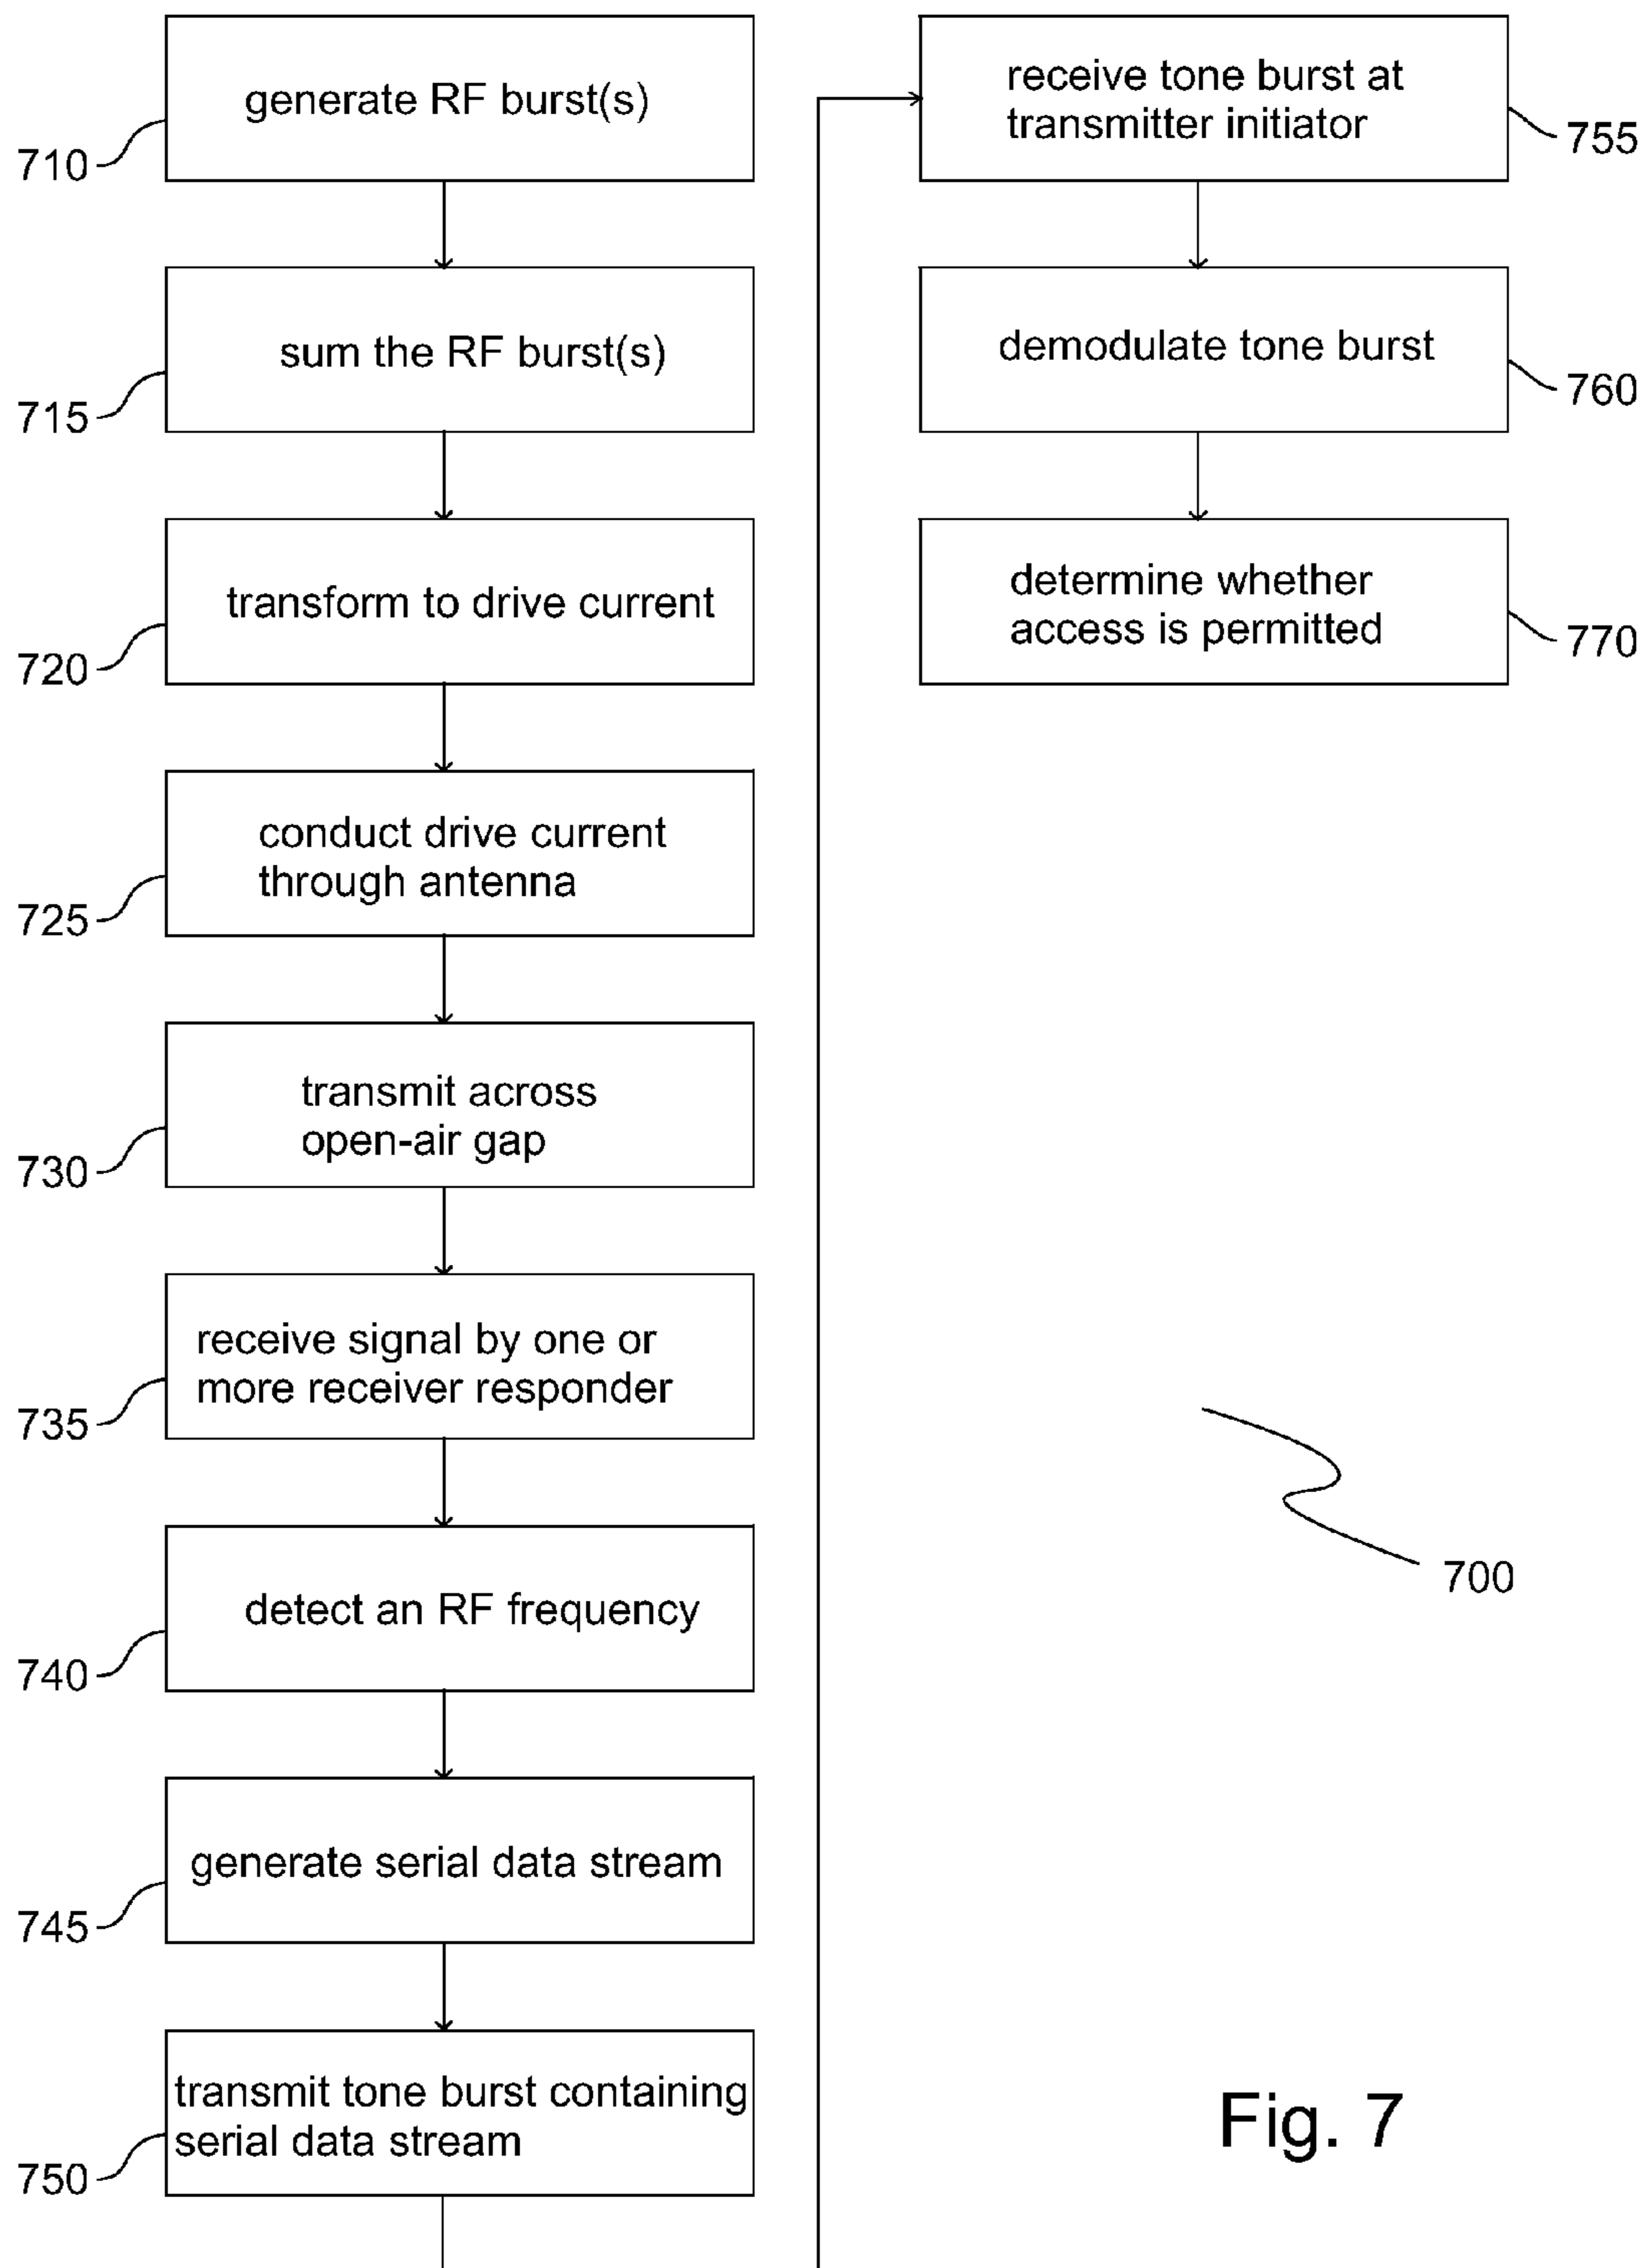 generate RF burst(s)
710
sum the RF burst(s)
715
transform to drive current
720
conduct drive current
through antenna
725
transmit across
open-air gap
730
receive signal by one or
more receiver responder
735
detect an RF frequency
740
generate serial data stream
745
transmit tone burst containing
serial data stream
750
receive tone burst at
transmitter initiator
755
demodulate tone burst
760
determine whether
access is permitted
770
700
Fig. 7